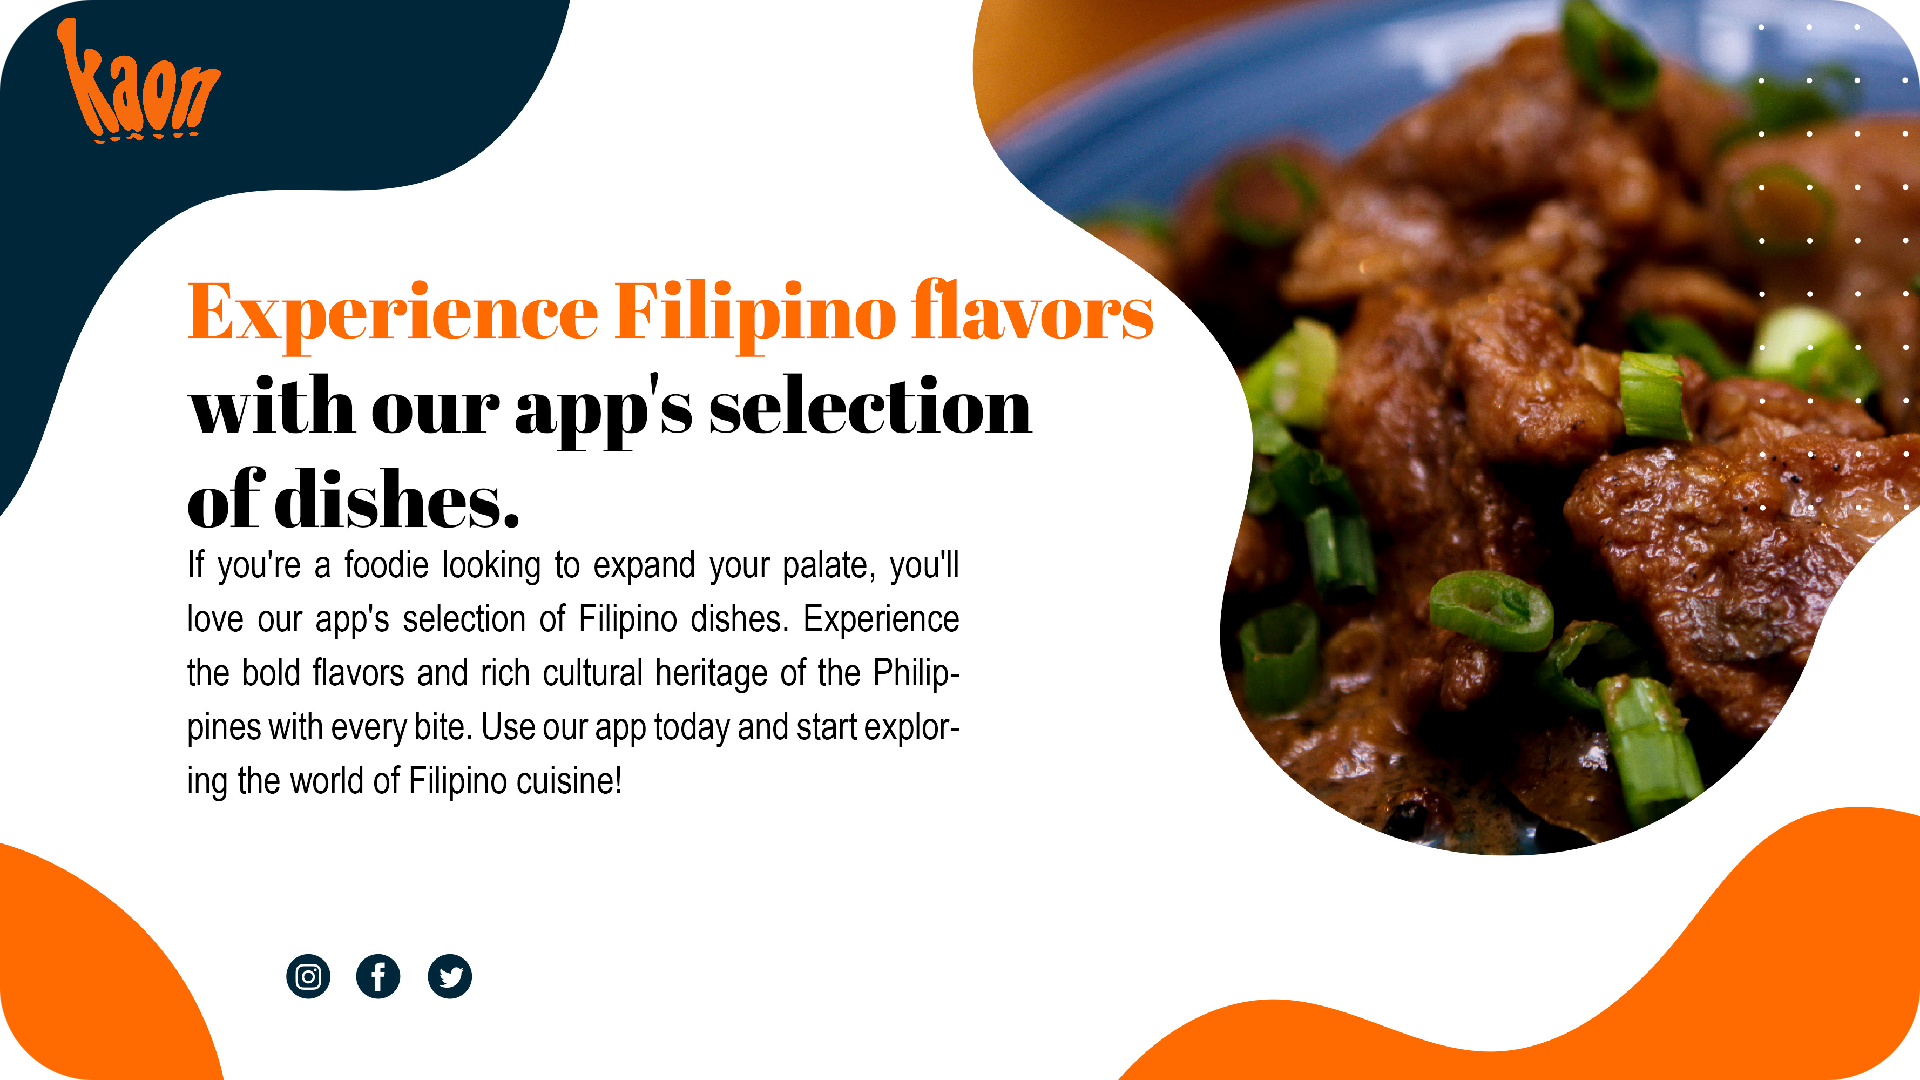 kaon
Experience Filipino flavors
with our app's selection
of dishes.
If you're a foodie looking to expand your palate, you'll
love our app's selection of Filipino dishes. Experience
the bold flavors and rich cultural heritage of the Philip-
pines with every bite. Use our app today and start explor-
ing the world of Filipino cuisine!